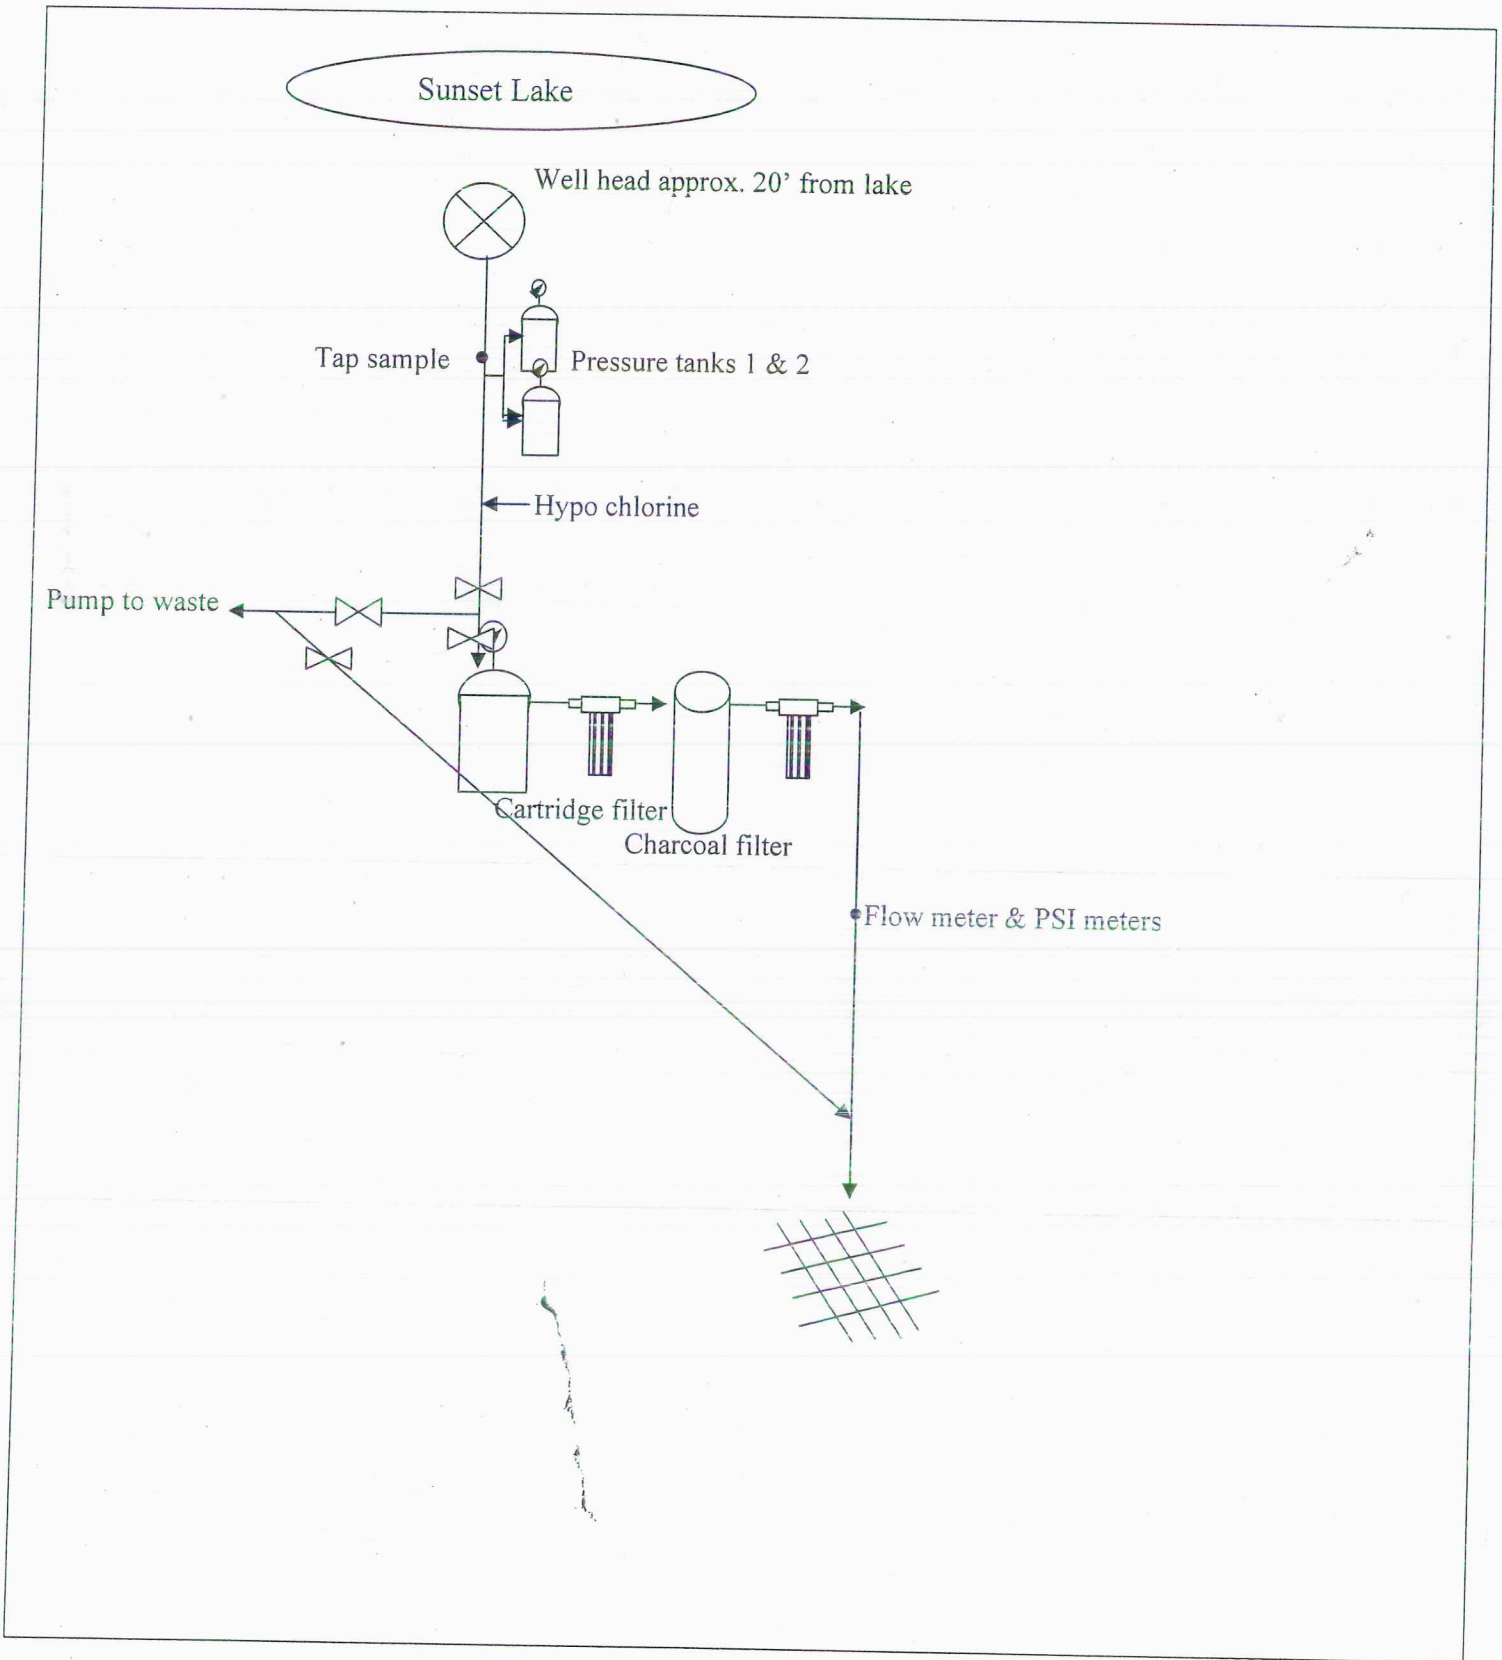 Sunset Lake
Well head approx. 20’ from lake
Tap sample
Pressure tanks 1 & 2
Hypo chlorine
Pump to waste
Cartridge filter
Charcoal filter
Flow meter & PSI meters